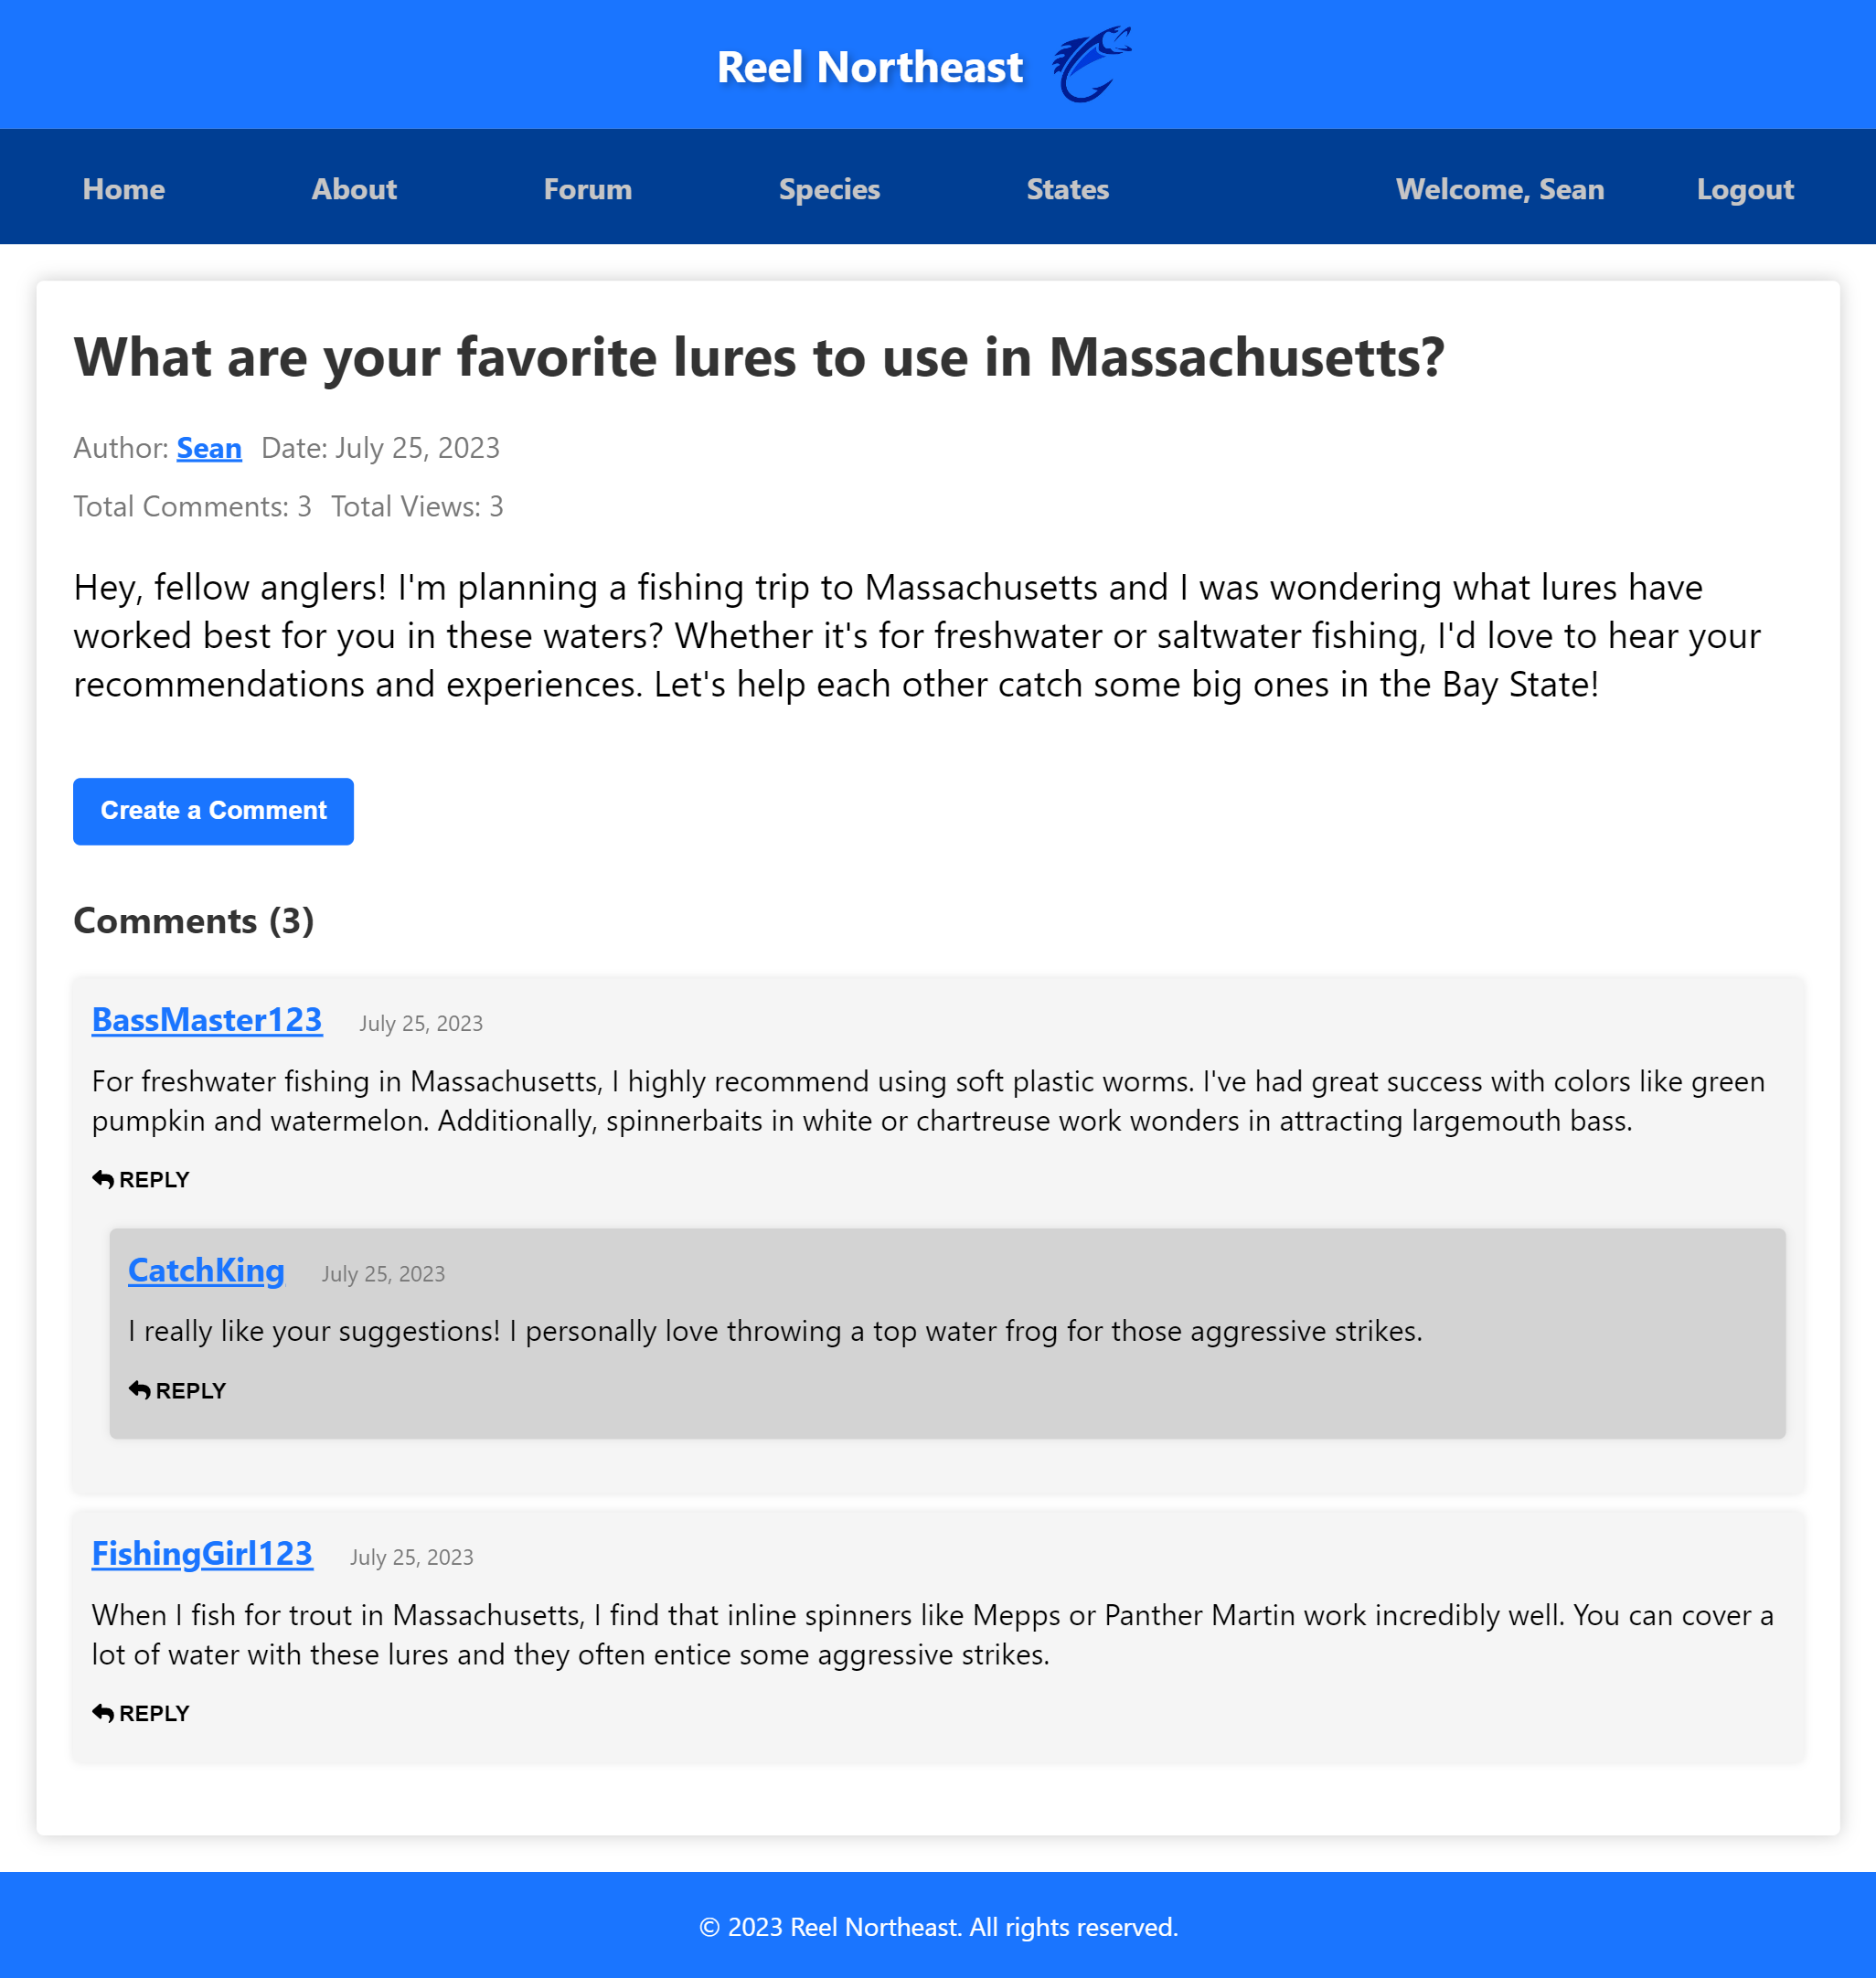 Reel Northeast
Home About Forum Species States Welcome, Sean Logout
What are your favorite lures to use in Massachusetts?
Author: Sean Date: July 25, 2023
Total Comments: 3 Total Views: 3
Hey, fellow anglers! I'm planning a fishing trip to Massachusetts and I was wondering what lures have
worked best for you in these waters? Whether it's for freshwater or saltwater fishing, I'd love to hear your
recommendations and experiences. Let's help each other catch some big ones in the Bay State!
Create a Comment
Comments (3)
BassMaster123 July 25, 2023
For freshwater fishing in Massachusetts, I highly recommend using soft plastic worms. I've had great success with colors like green
pumpkin and watermelon. Additionally, spinnerbaits in white or chartreuse work wonders in attracting largemouth bass.
REPLY
CatchKing July 25, 2023
I really like your suggestions! I personally love throwing a top water frog for those aggressive strikes.
REPLY
FishingGirl123 July 25, 2023
When I fish for trout in Massachusetts, I find that inline spinners like Mepps or Panther Martin work incredibly well. You can cover a
lot of water with these lures and they often entice some aggressive strikes.
REPLY
© 2023 Reel Northeast. All rights reserved.